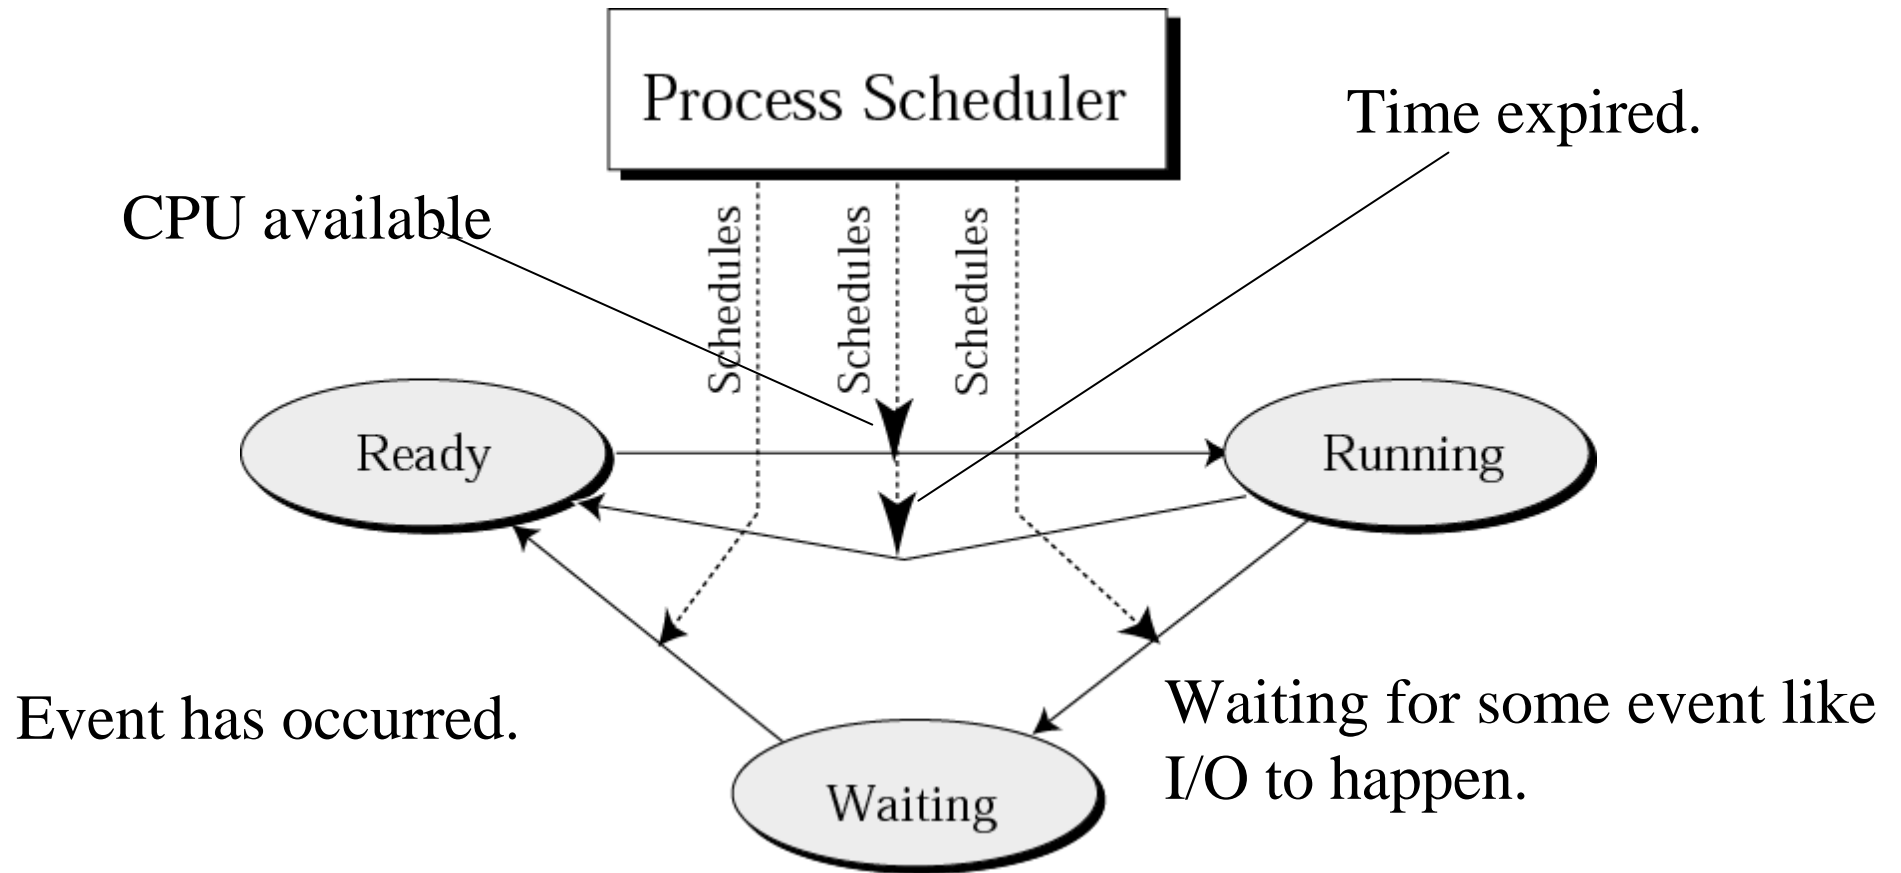 Process Scheduler
Time expired.
CPU available
Schedules
Schedules
Schedules
Ready
Running
Event has occurred.
Waiting for some event like
I/O to happen.
Waiting